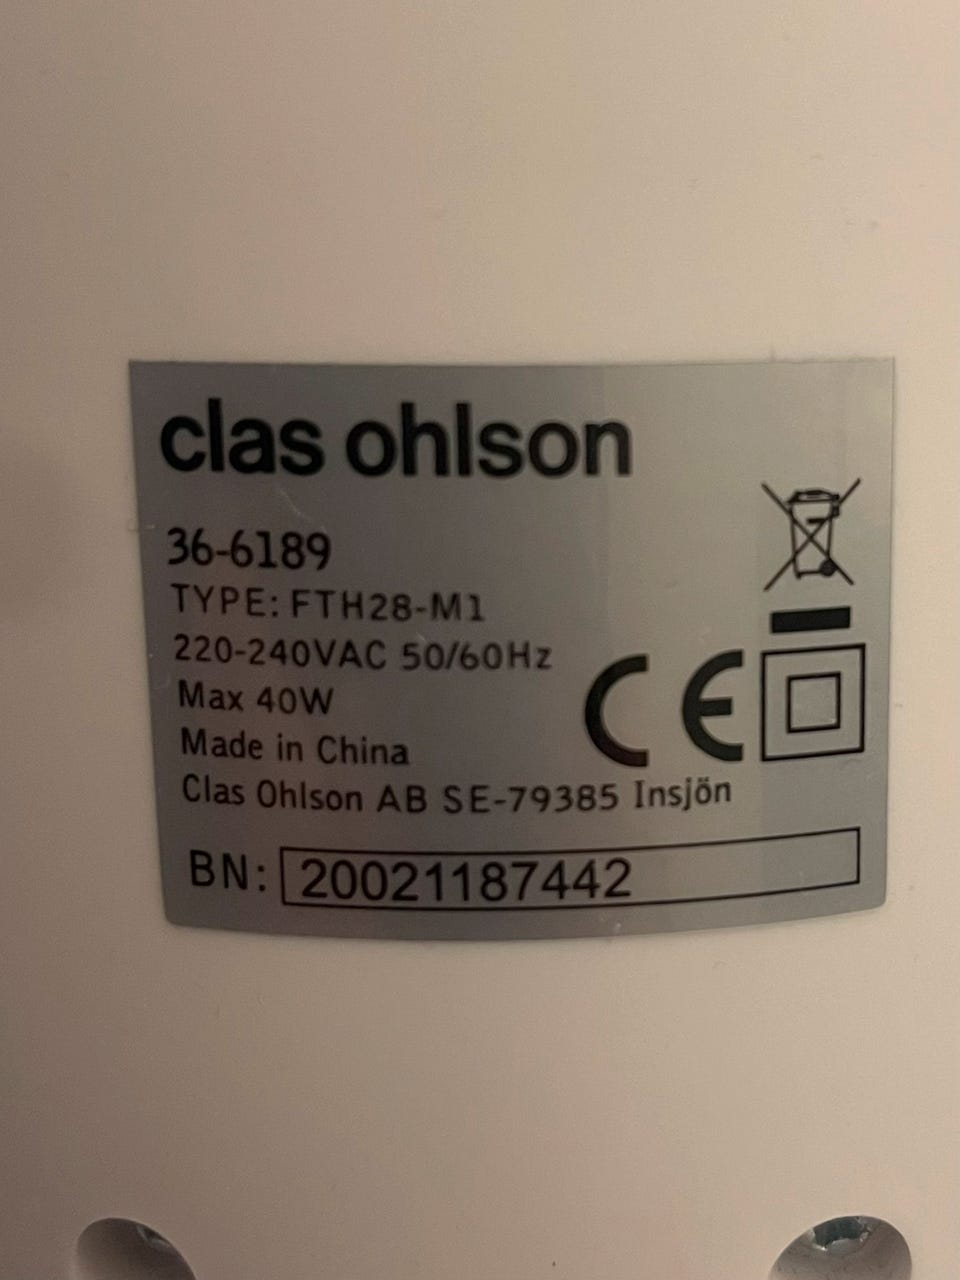 clas ohlson
36-6189
TYPE: FTH28-M1
220-240VAC 50/60Hz
Max 40W
Made in China
Clas Ohlson AB SE-79385 Insjön
CE
BN: 20021187442